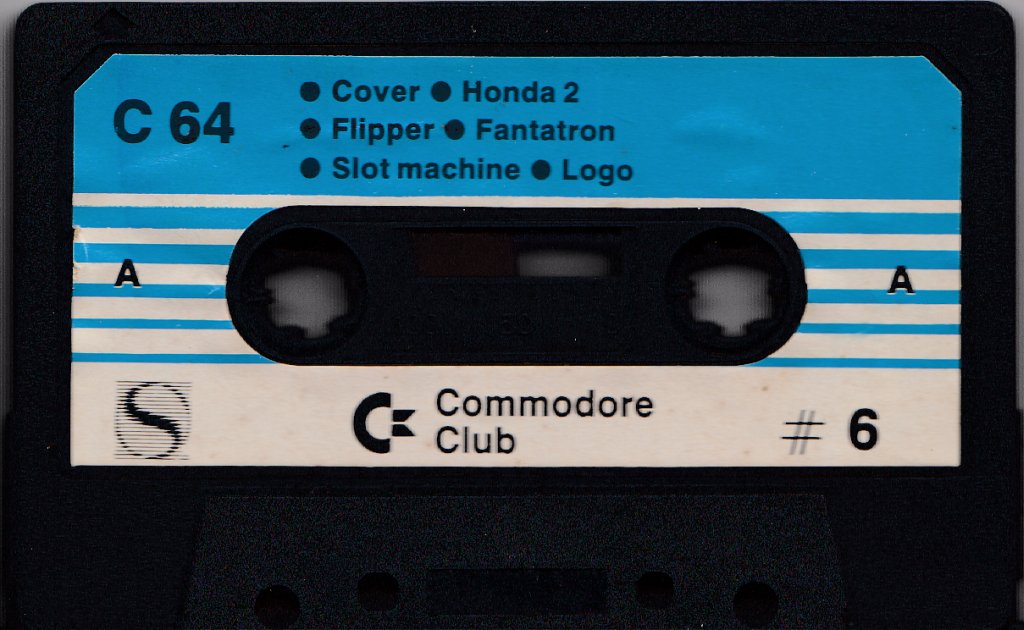 C 64
● Cover ● Honda 2
● Flipper ● Fantatron
● Slot machine ● Logo
A
A
S
Commodore
Club
# 6